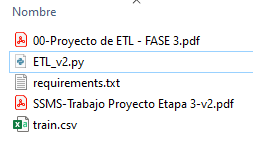 Nombre
00-Proyecto de ETL - FASE 3.pdf
ETL_v2.py
requirements.txt
SSMS-Trabajo Proyecto Etapa 3-v2.pdf
train.csv